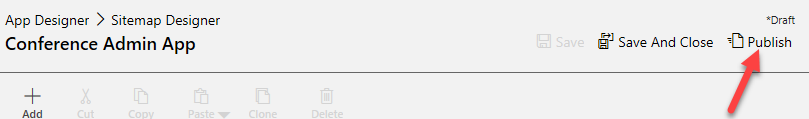 App Designer > Sitemap Designer
*Draft
Conference Admin App
Save Save And Close Publish
Add Cut Copy Paste Clone Delete